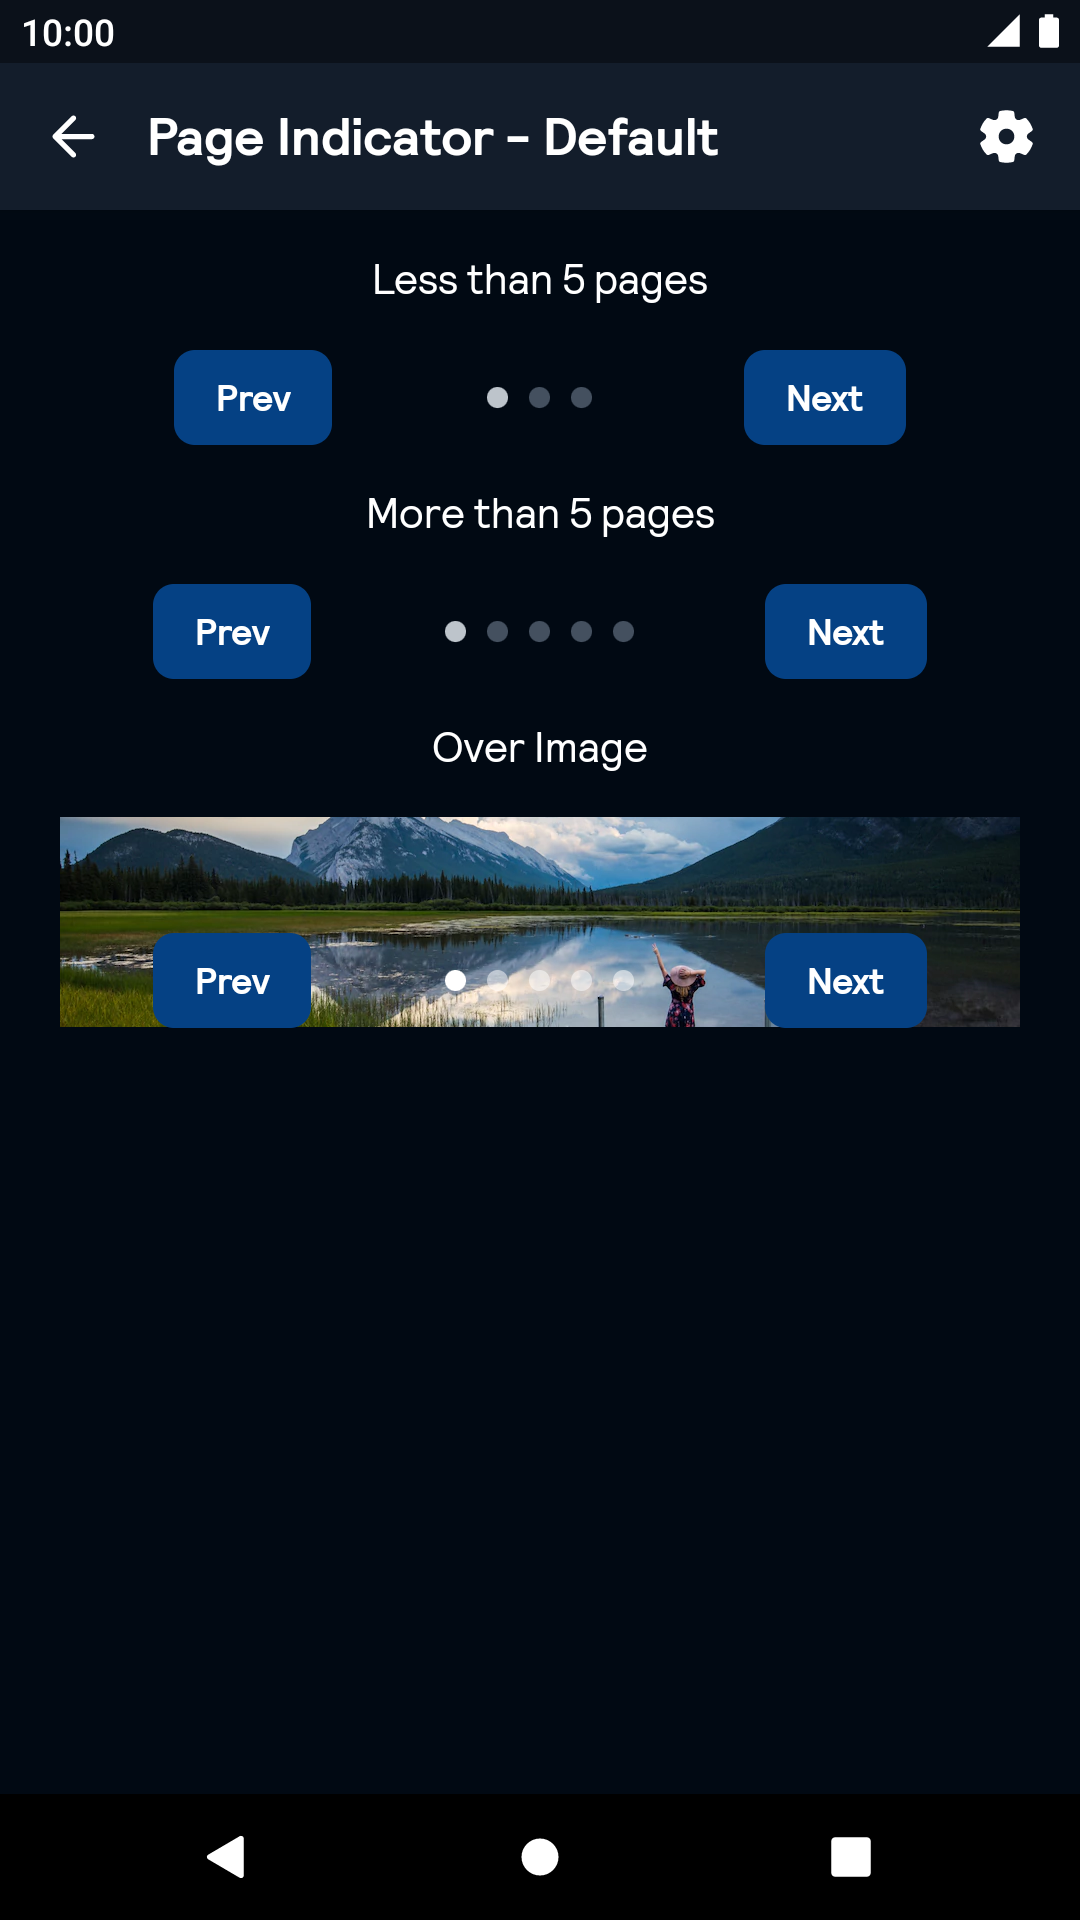 10:00
Page Indicator - Default
Less than 5 pages
Prev
Next
More than 5 pages
Prev
Next
Over Image
Prev
Next